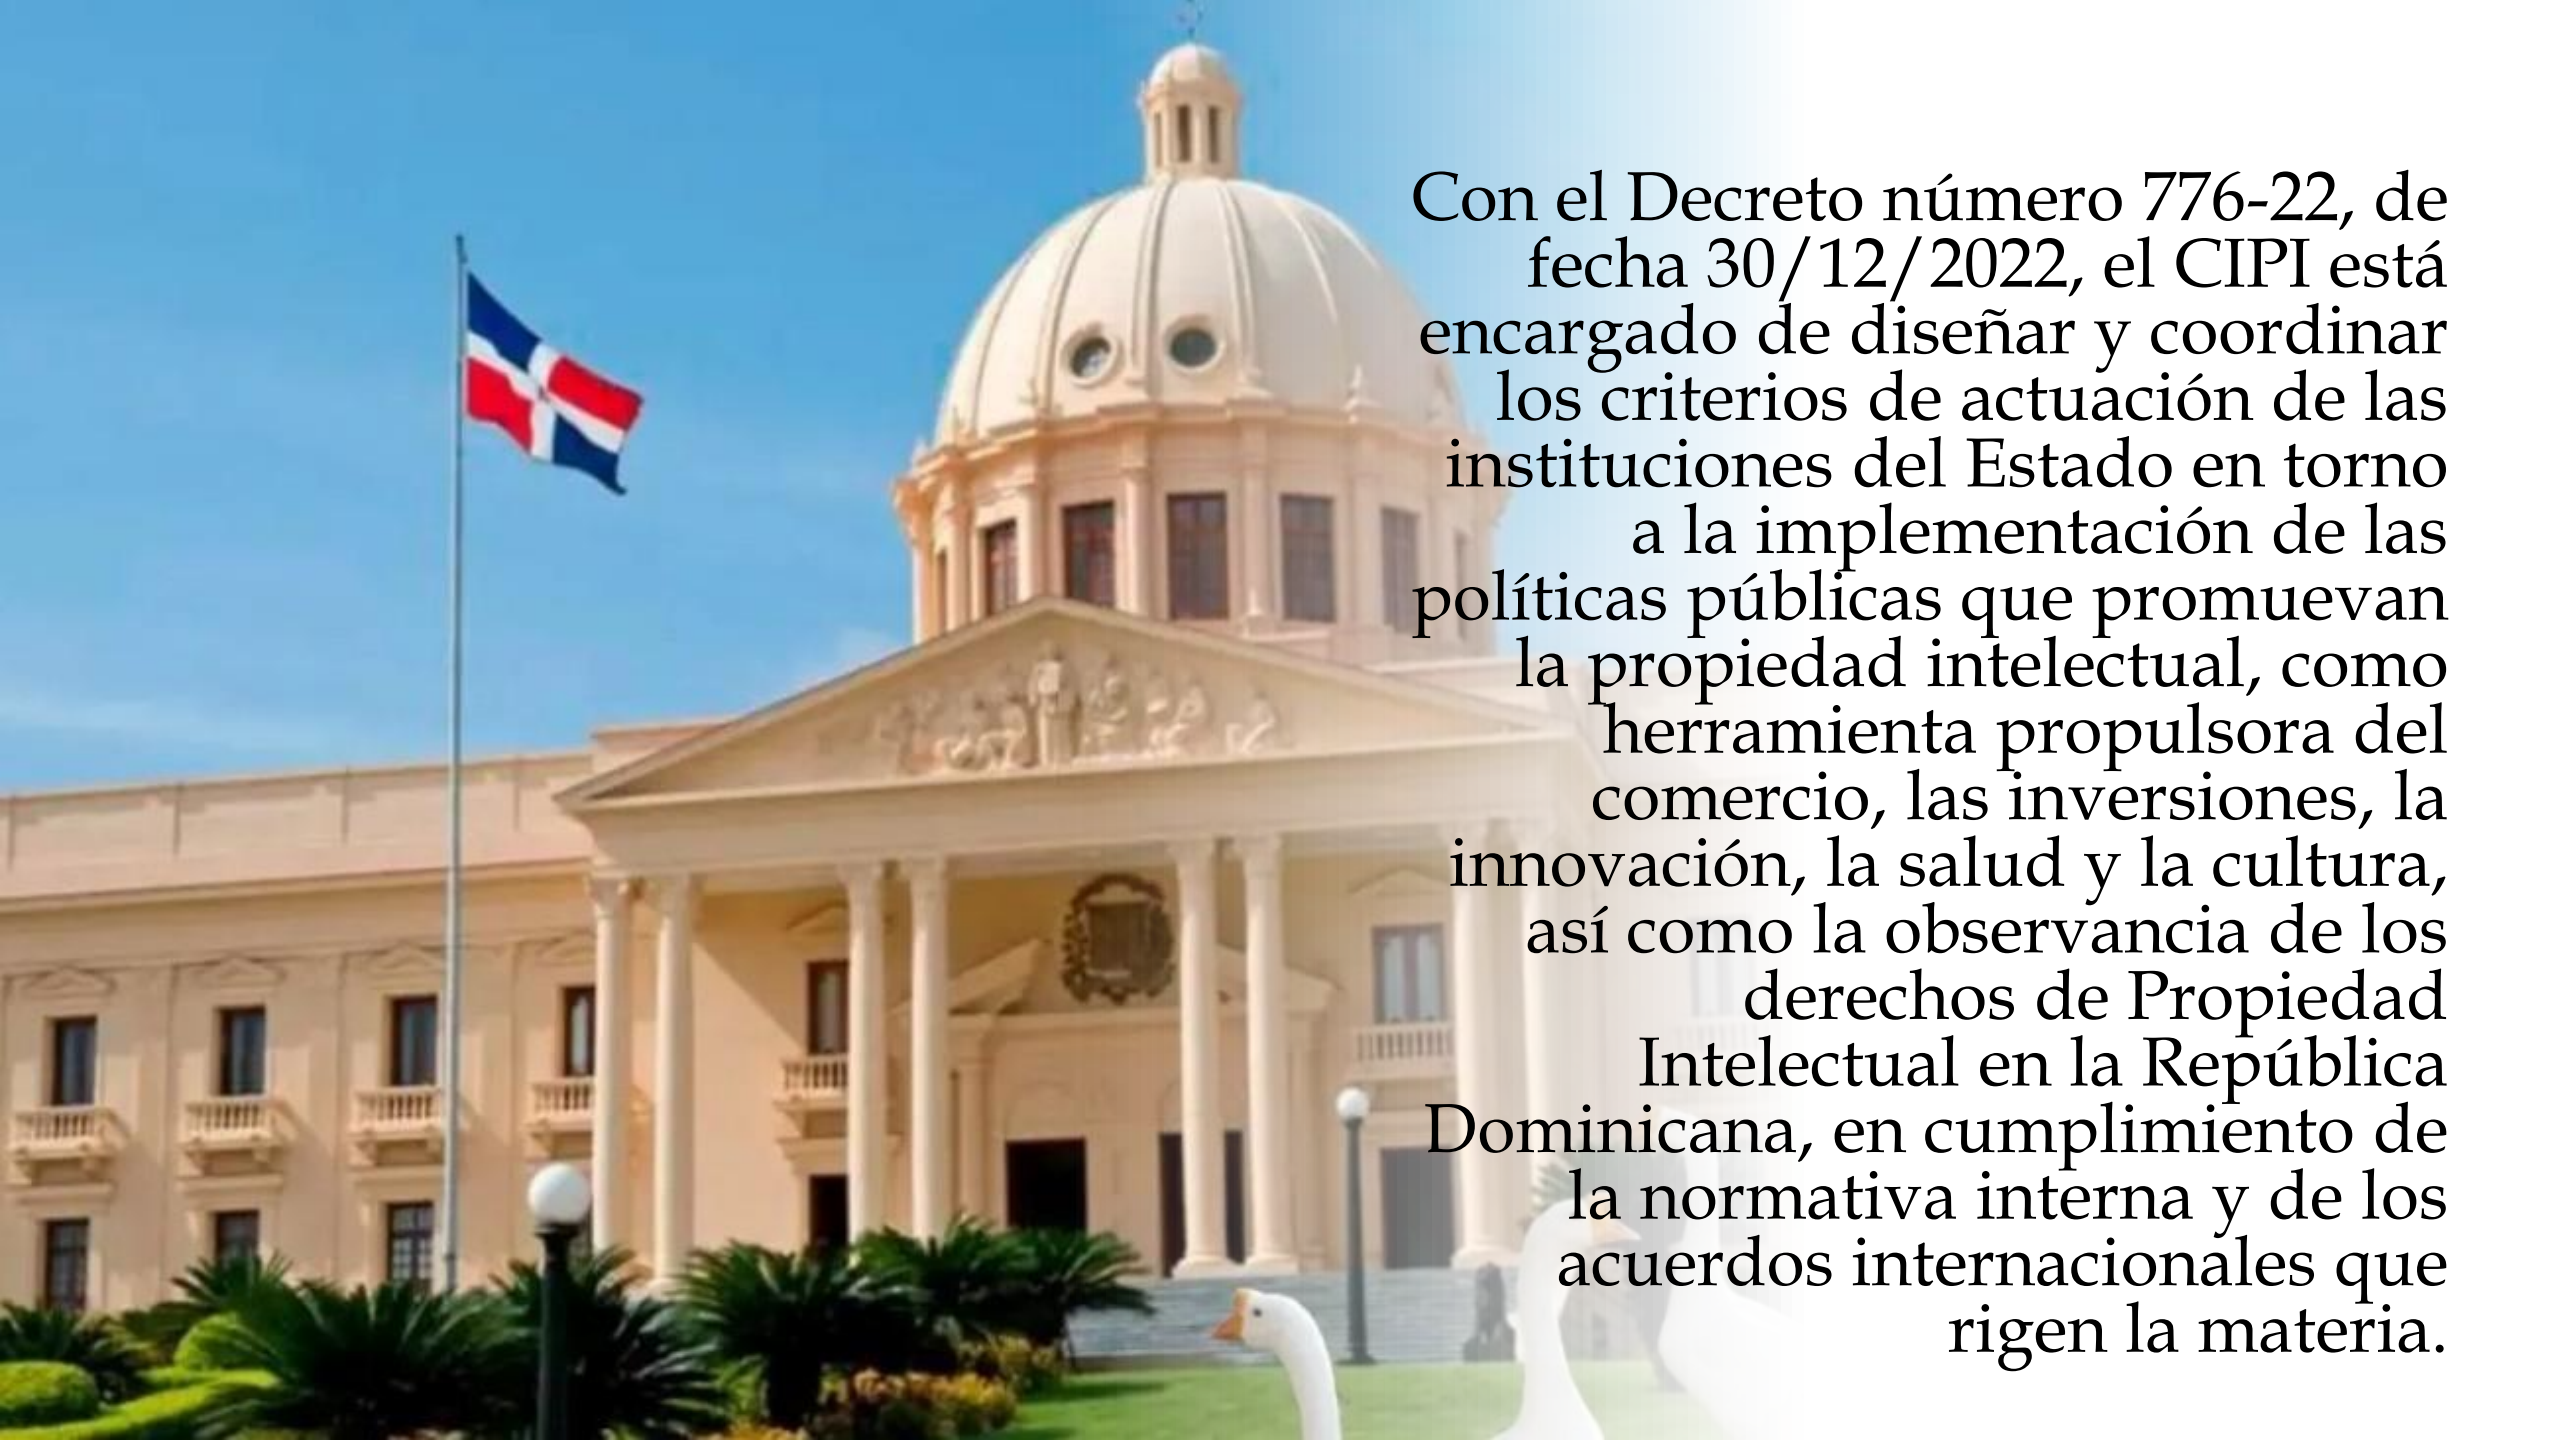 Con el Decreto número 776-22, de
fecha 30/12/2022, el CIPI está
encargado de diseñar y coordinar
los criterios de actuación de las
instituciones del Estado en torno
a la implementación de las
políticas públicas que promuevan
la propiedad intelectual, como
herramienta propulsora del
comercio, las inversiones, la
innovación, la salud y la cultura,
así como la observancia de los
derechos de Propiedad
Intelectual en la República
Dominicana, en cumplimiento de
la normativa interna y de los
acuerdos internacionales que
rigen la materia.